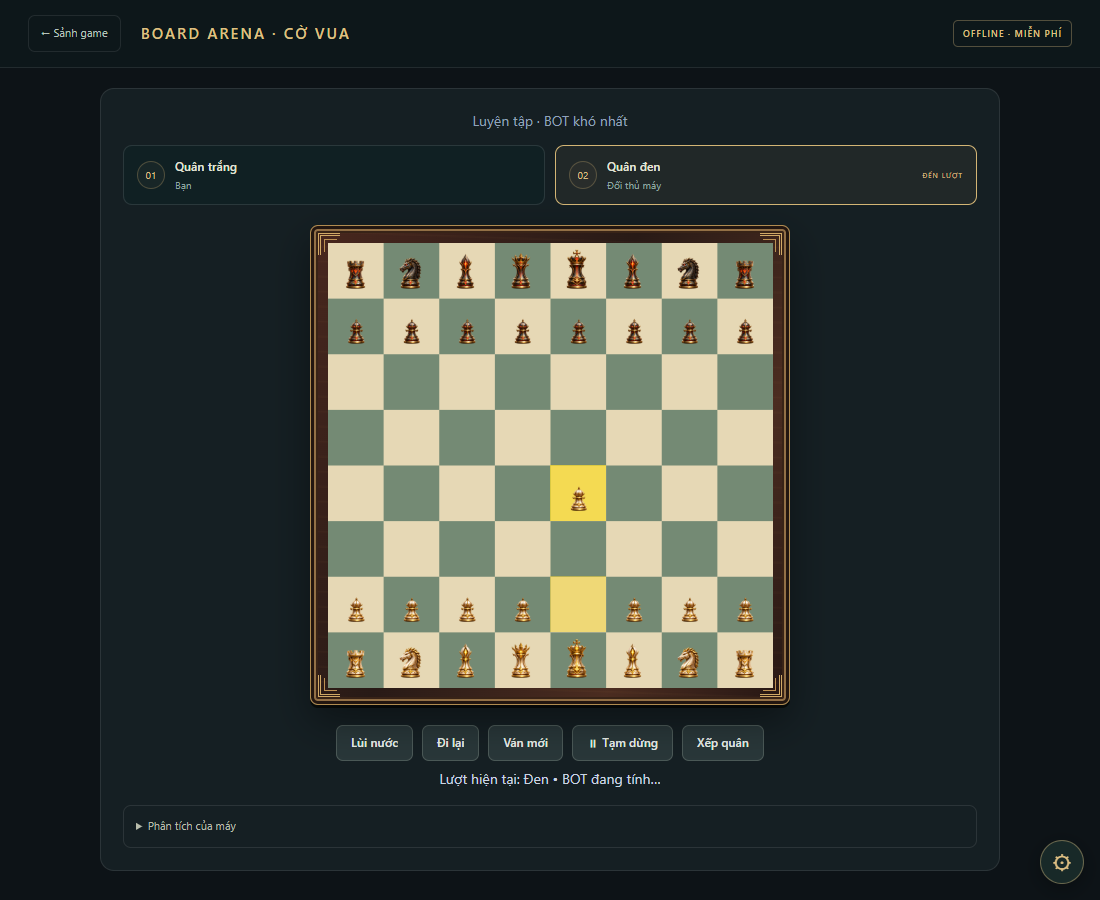 ← Sảnh game
BOARD ARENA · CỜ VUA
OFFLINE · MIỄN PHÍ
Luyện tập · BOT khó nhất
01
Quân trắng
Bạn
02
Quân đen
Đối thủ máy
ĐẾN LƯỢT
Lùi nước
Đi lại
Ván mới
⏸ Tạm dừng
Xếp quân
Lượt hiện tại: Đen • BOT đang tính...
▶ Phân tích của máy